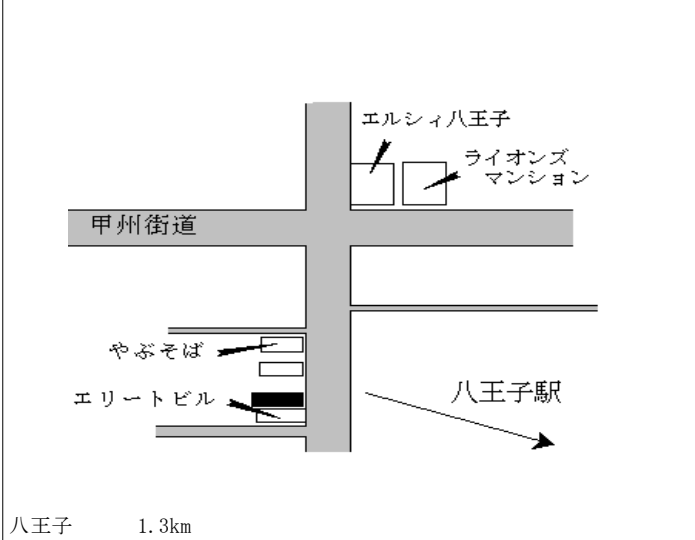 エルシィ八王子
ライオンズ
マンション
甲州街道
やぶそば
エリートビル
八王子駅
八王子　　　1.3km